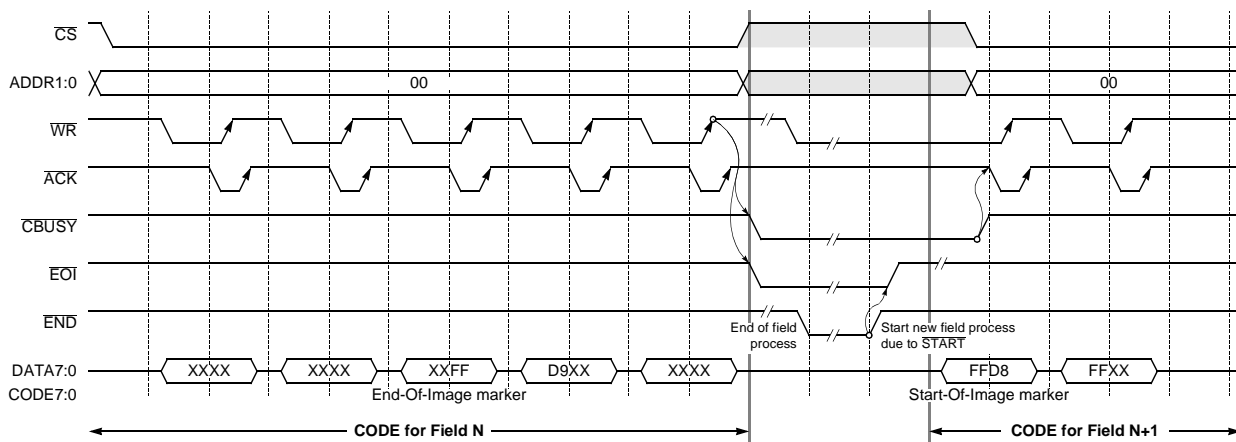 CS
ADDR1:0
00
00
WR
ACK
CBUSY
EOI
END
End of field
process
Start new field process
due to START
DATA7:0
CODE7:0
XXXX
XXXX
XXFF
D9XX
XXXX
FFD8
FFXX
End-Of-Image marker
Start-Of-Image marker
CODE for Field N
CODE for Field N+1